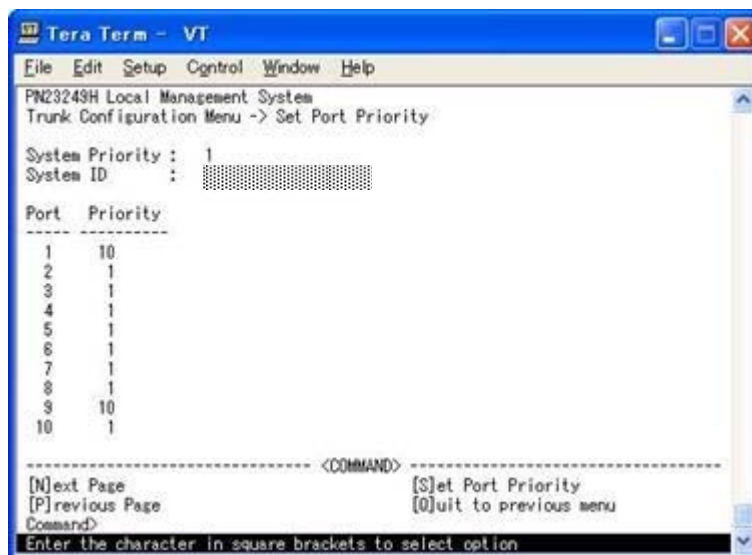 Tera Term - VT
File Edit Setup Control Window Help
PN23249H Local Management System
Trunk Configuration Menu -> Set Port Priority
System Priority : 1
System ID :
Port Priority
----- ----------
1 10
2 1
3 1
4 1
5 1
6 1
7 1
8 1
9 10
10 1
------------------------------- <COMMAND> ----------------------------------
[N]ext Page [S]et Port Priority
[P]revious Page [Q]uit to previous menu
Command>
Enter the character in square brackets to select option